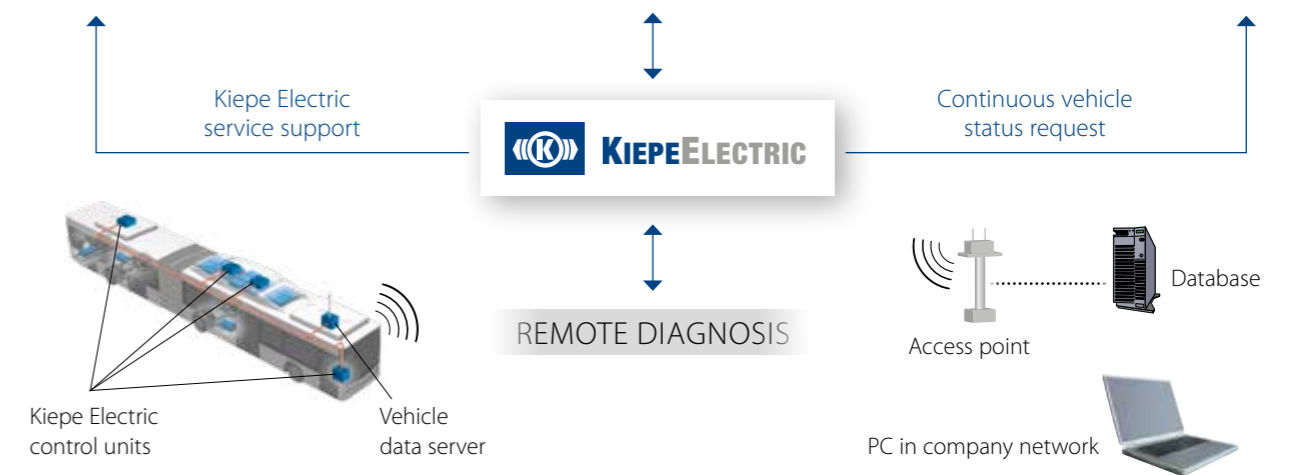 Kiepe Electric
service support
Continuous vehicle
status request
K KIEPEELECTRIC
REMOTE DIAGNOSIS
Database
Access point
Kiepe Electric
control units
Vehicle
data server
PC in company network